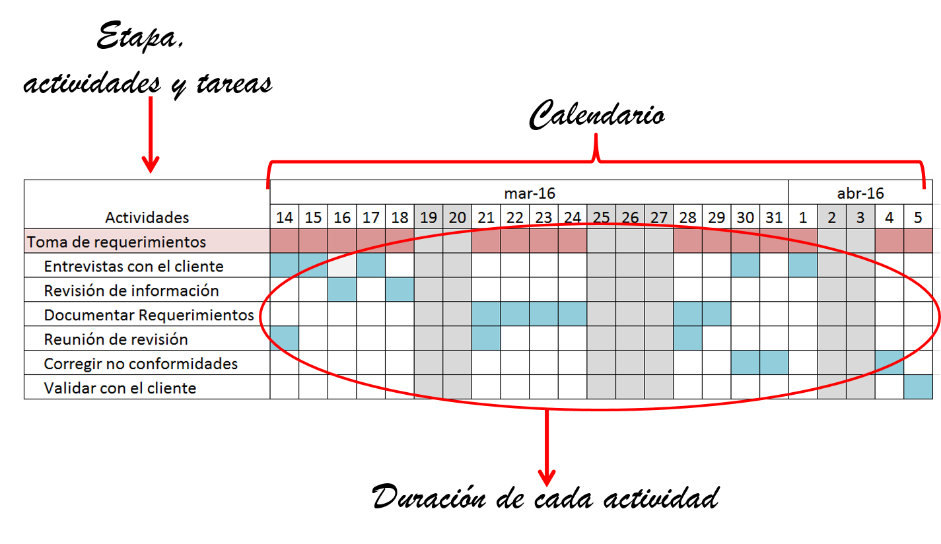 Etapa,
actividades y tareas
Calendario
mar-16 abr-16
Actividades 14 15 16 17 18 19 20 21 22 23 24 25 26 27 28 29 30 31 1 2 3 4 5
Toma de requerimientos
Entrevistas con el cliente
Revisión de información
Documentar Requerimientos
Reunión de revisión
Corregir no conformidades
Validar con el cliente
Duración de cada actividad